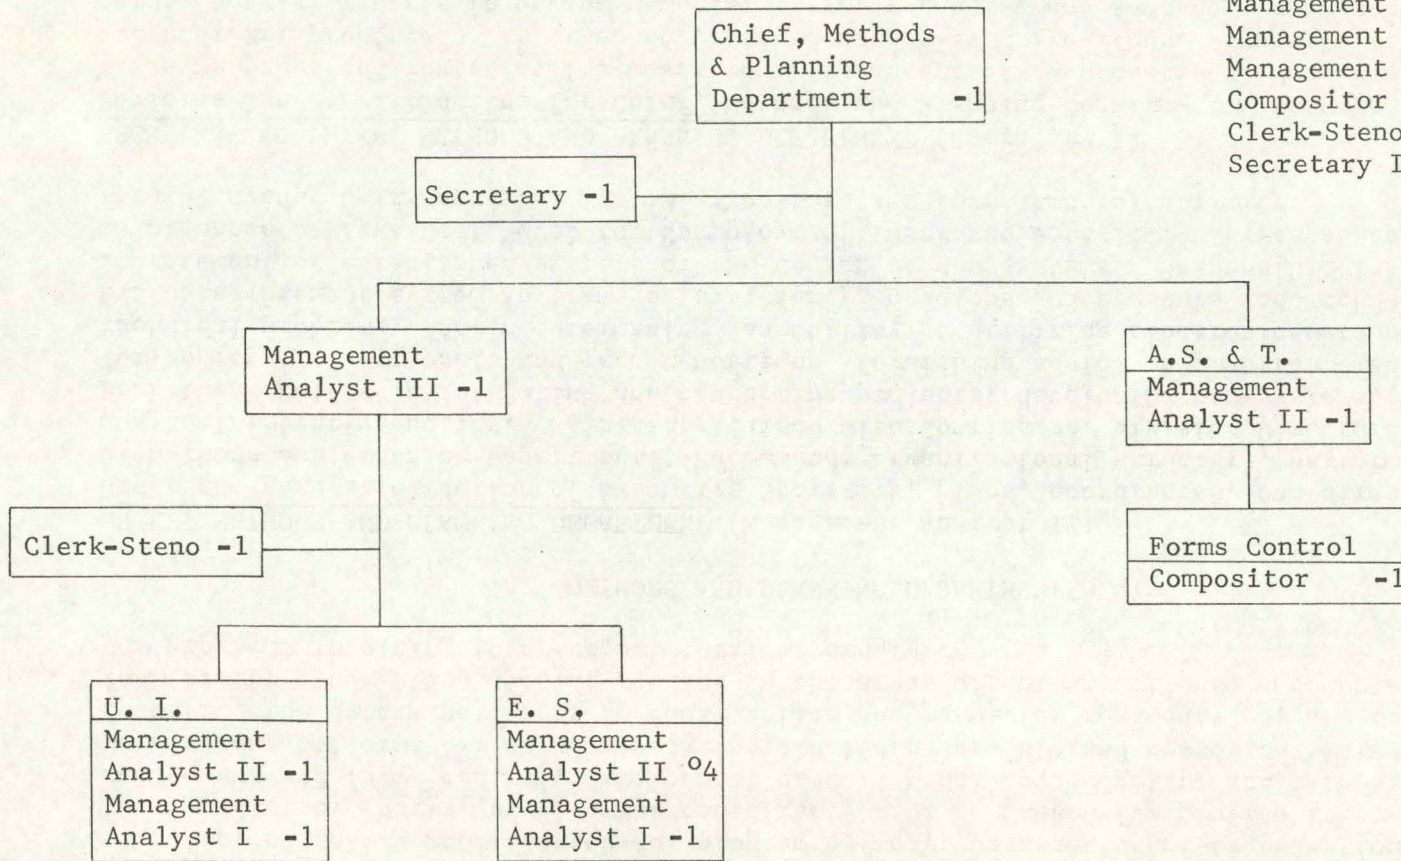 Chief, Methods
& Planning
Department -1
Management
Management
Management
Compositor
Clerk-Steno
Secretary I
Secretary -1
Management
Analyst III -1
A.S. & T.
Management
Analyst II -1
Clerk-Steno -1
Forms Control
Compositor -1
U. I.
Management
Analyst II -1
Management
Analyst I -1
E. S.
Management
Analyst II º4
Management
Analyst I -1